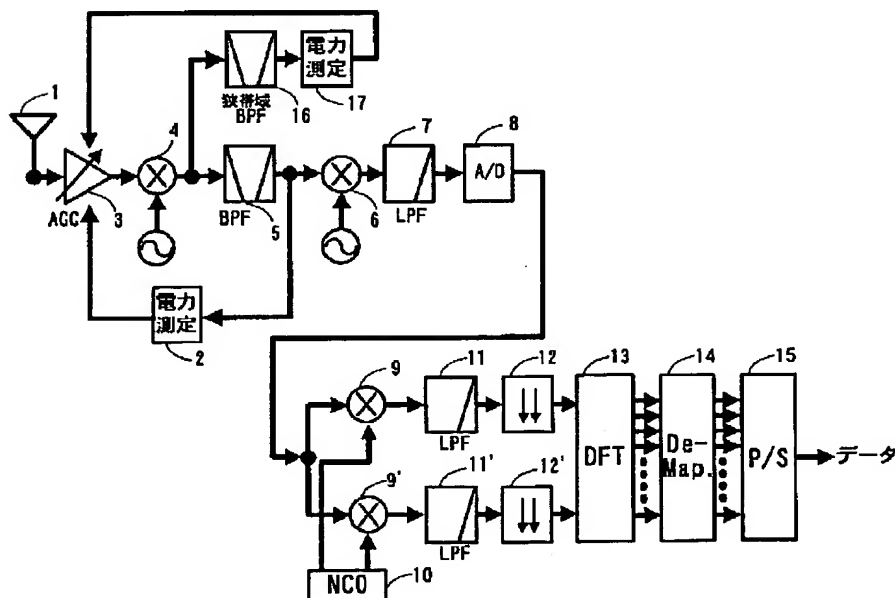 電力
測定
17
狭帯域
BPF
16
1
4
7
8
A/D
AGC
3
BPF
5
6
LPF
電力
測定
2
9
11
12
13
14
15
LPF
DFT
De-
Map.
P/S
データ
9'
11'
12'
LPF
NCO
10